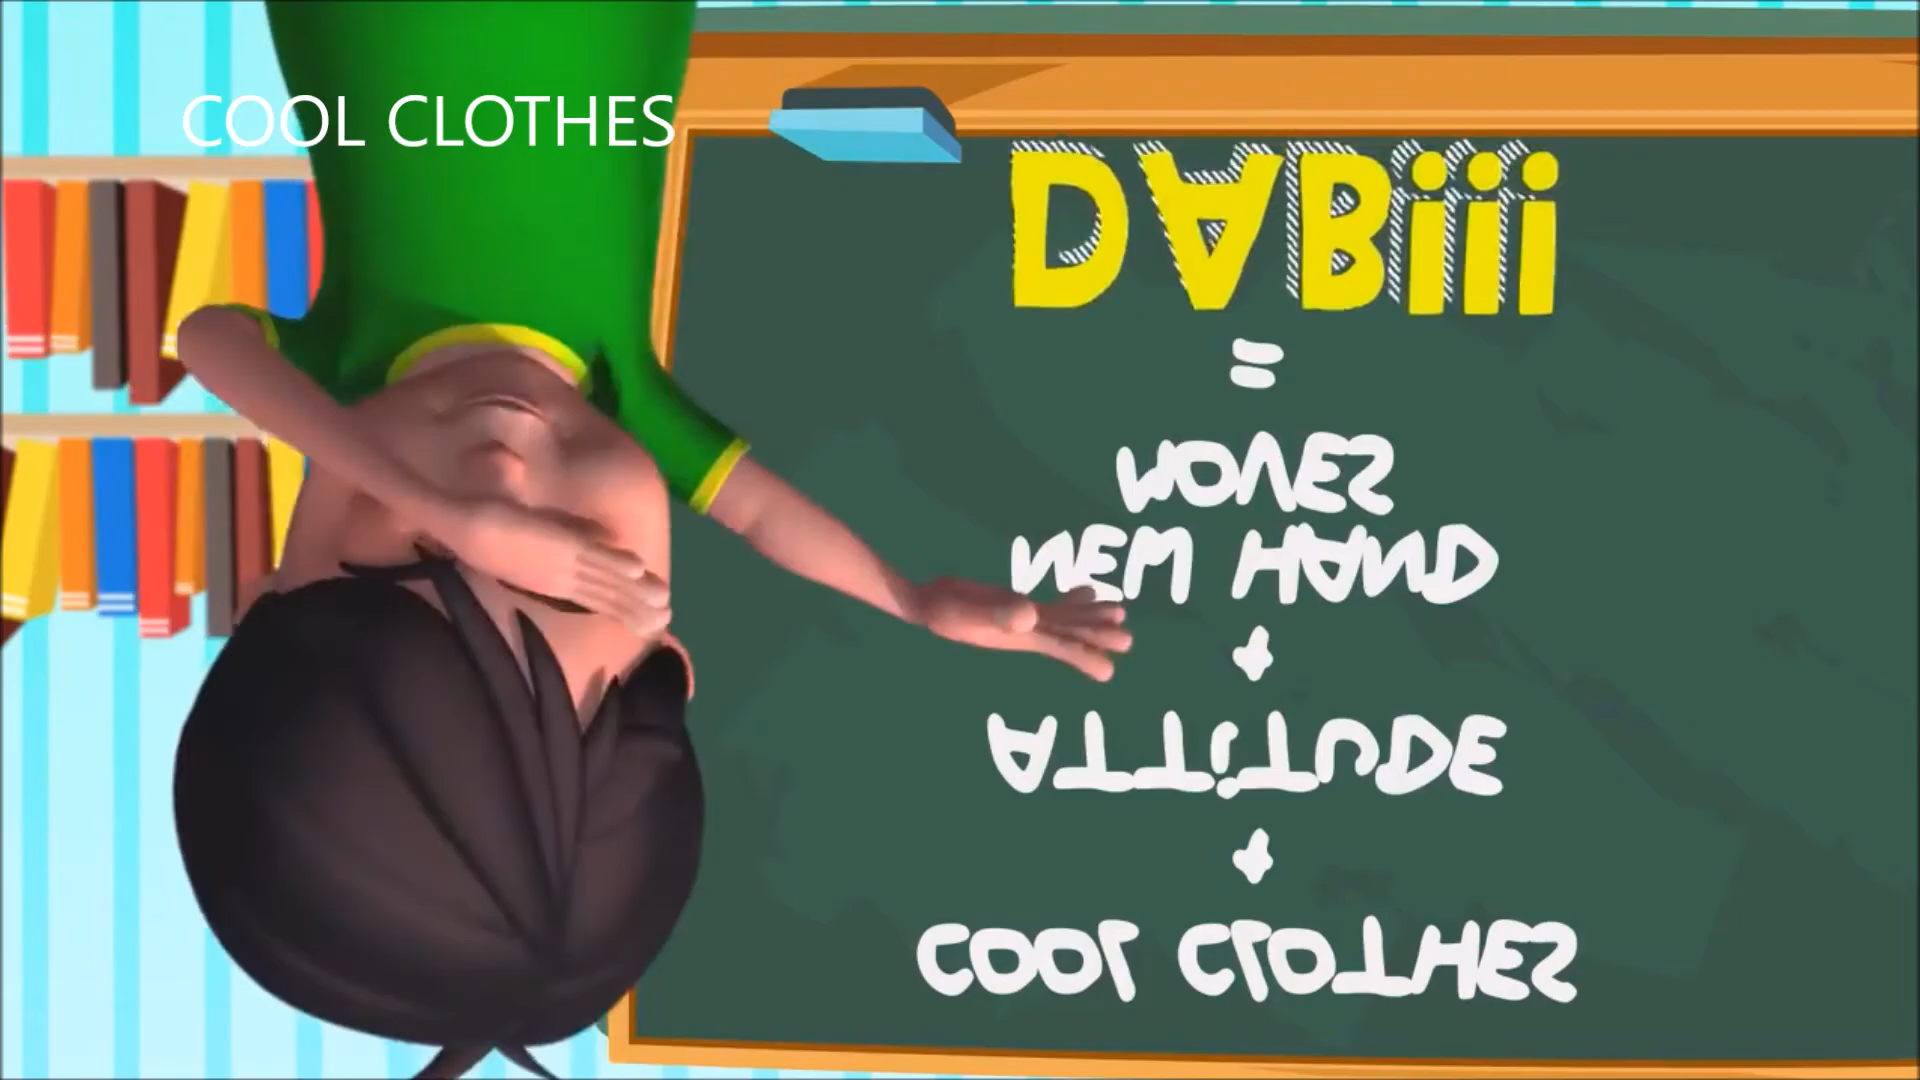 COOL CLOTHES
COOL CLOTHES
+
ATTiTUDE
+
NEW HAND
MOVES
=
DABiii